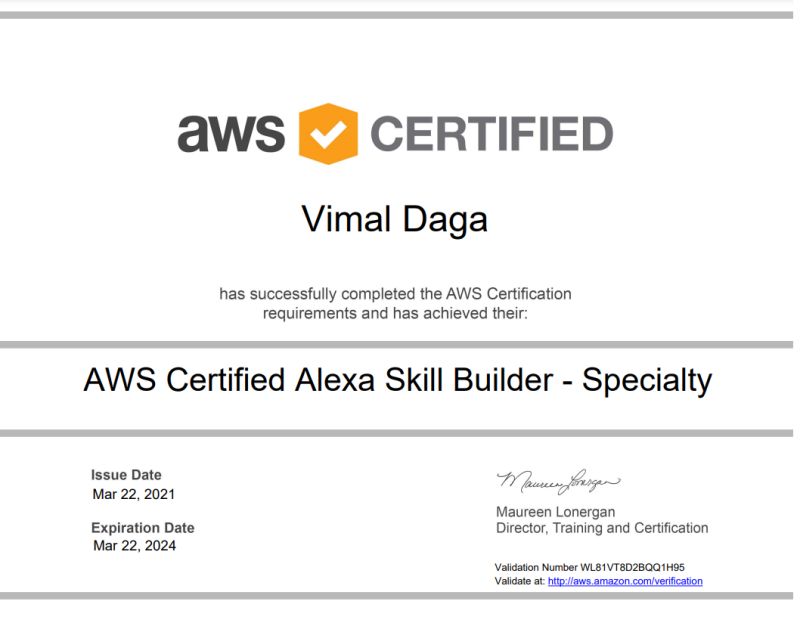 aws CERTIFIED
Vimal Daga
has successfully completed the AWS Certification
requirements and has achieved their:
AWS Certified Alexa Skill Builder - Specialty
Issue Date
Mar 22, 2021
Expiration Date
Mar 22, 2024
Maureen Lonergan
Maureen Lonergan
Director, Training and Certification
Validation Number WL81VT8D2BQQ1H95
Validate at: http://aws.amazon.com/verification